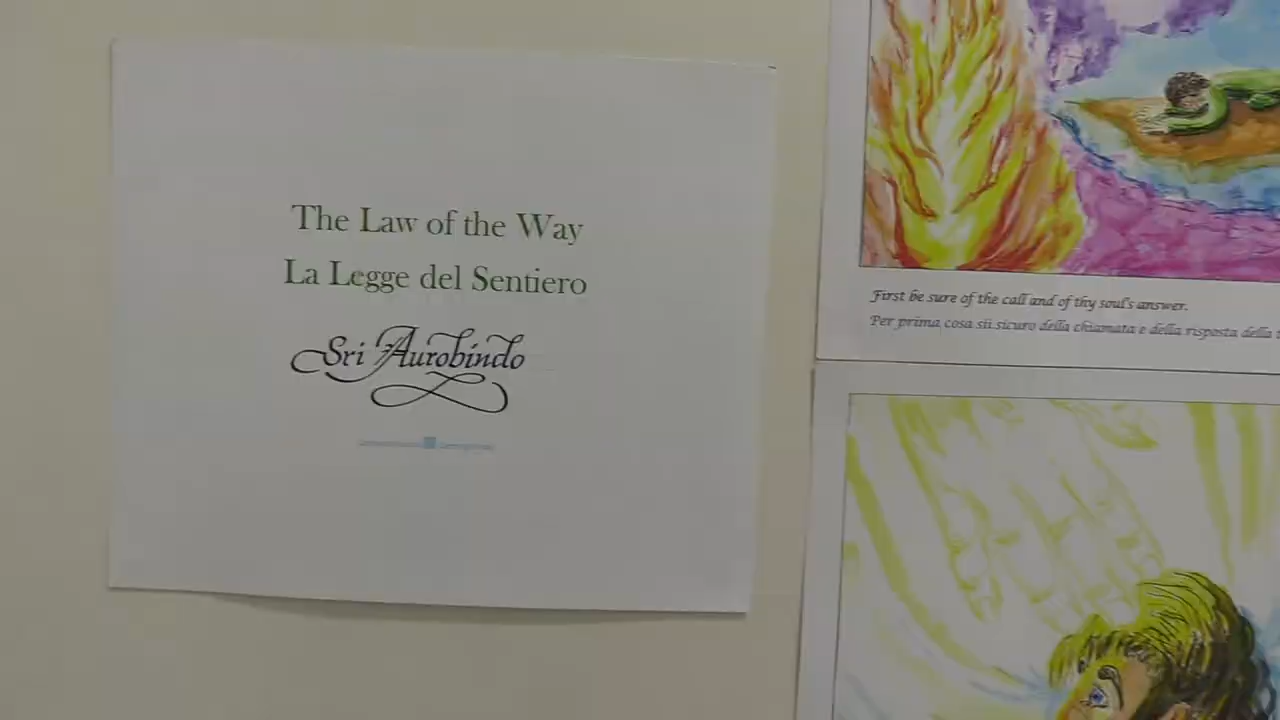 The Law of the Way
La Legge del Sentiero
Sri Aurobindo
First be sure of the call and of thy soul's answer.
Per prima cosa sii sicuro della chiamata e della risposta della